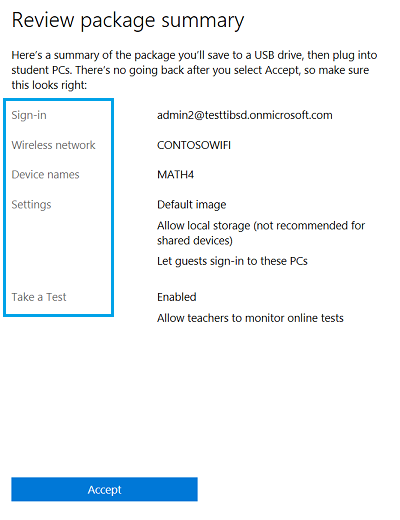 Review package summary
Here's a summary of the package you'll save to a USB drive, then plug into
student PCs. There's no going back after you select Accept, so make sure
this looks right:
Sign-in admin2@testtibsd.onmicrosoft.com
Wireless network CONTOSOWIFI
Device names MATH4
Settings Default image
Allow local storage (not recommended for
shared devices)
Let guests sign-in to these PCs
Take a Test Enabled
Allow teachers to monitor online tests
Accept